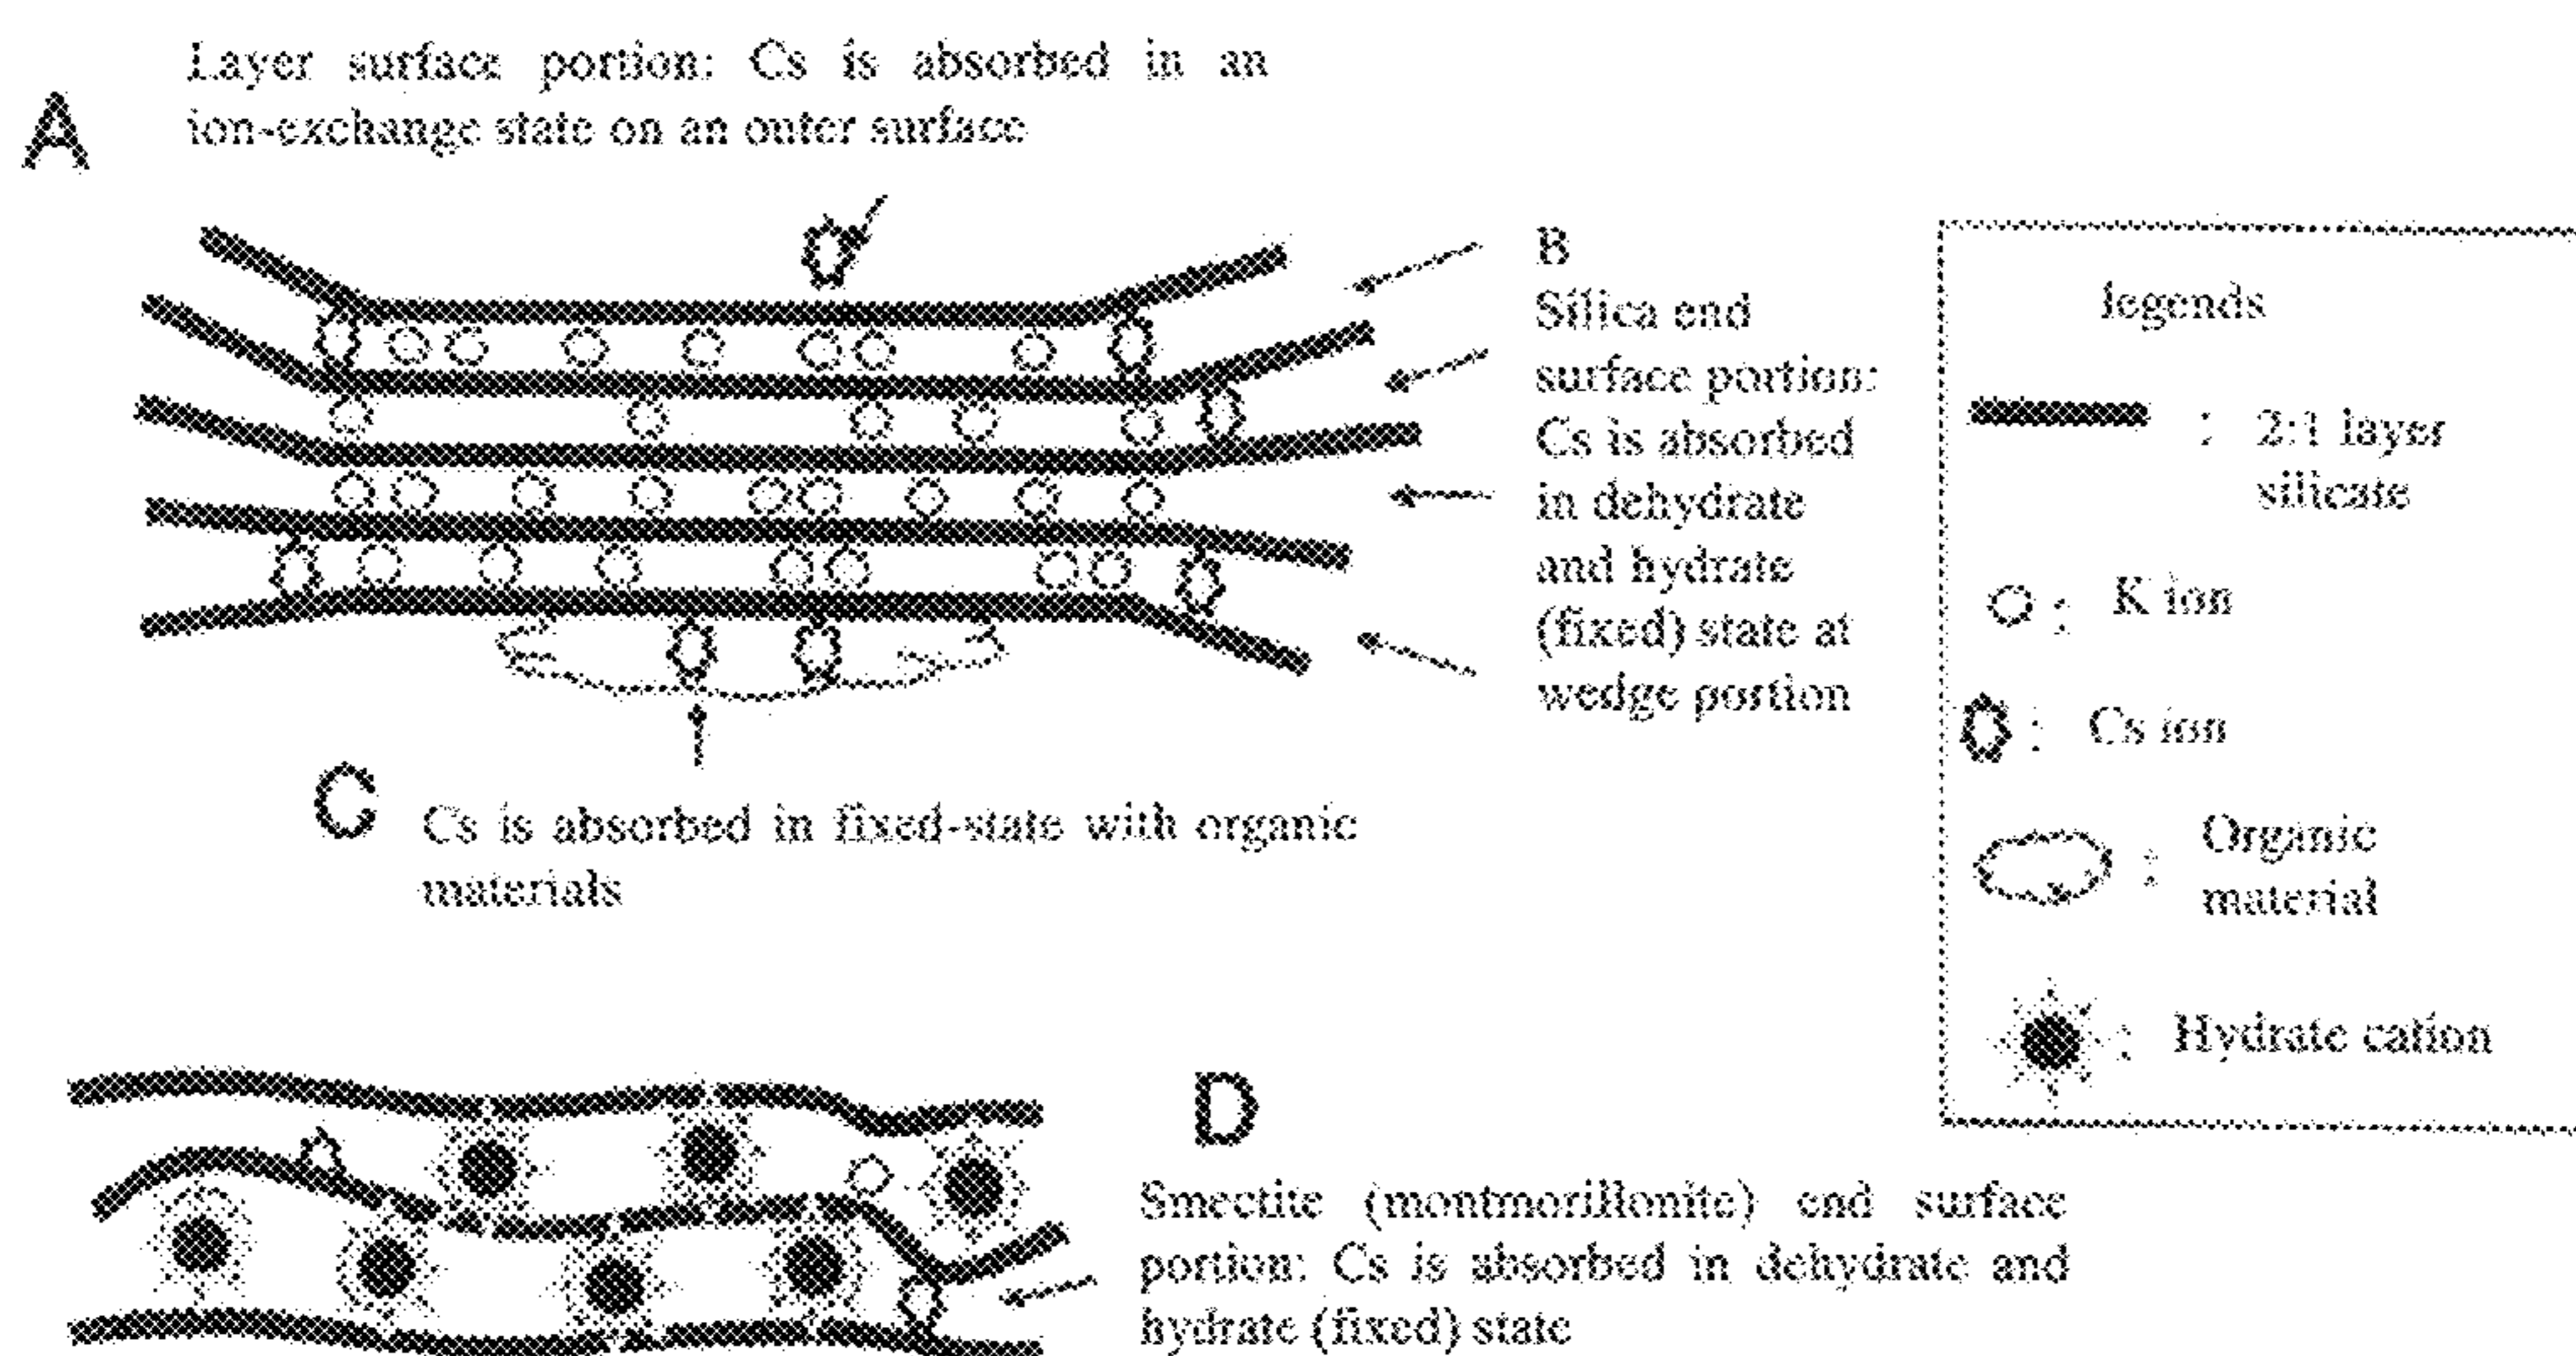 A
Layer surface portion: Cs is absorbed in an
ion-exchange state on an outer surface
B
Silica end
surface portion:
Cs is absorbed
in dehydrate
and hydrate
(fixed) state at
wedge portion
C
Cs is absorbed in fixed-state with organic
materials
legends
: 2:1 layer
silicate
: K ion
: Cs ion
: Organic
material
: Hydrate cation
D
Smectite (montmorillonite) end surface
portion: Cs is absorbed in dehydrate and
hydrate (fixed) state